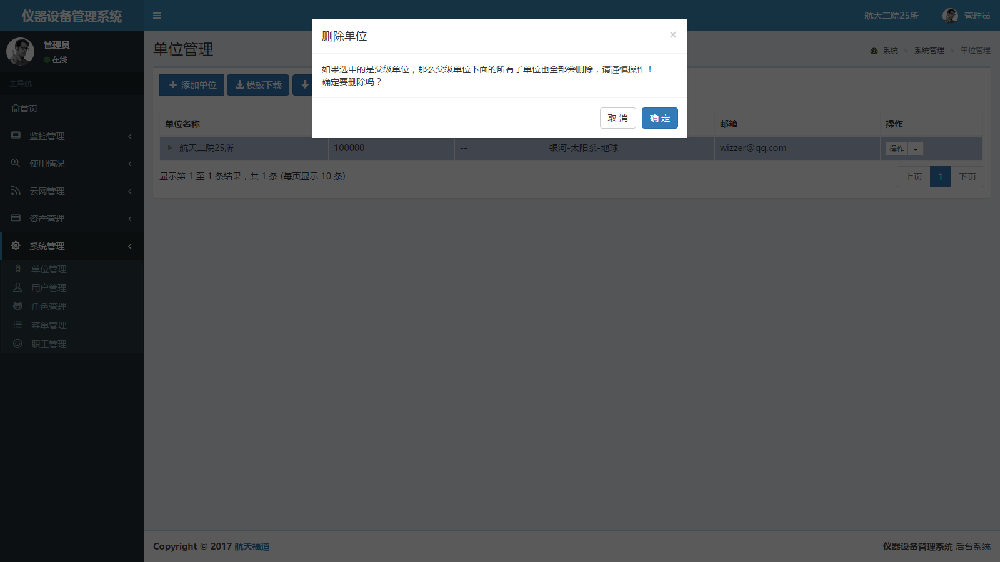 仪器设备管理系统
航天二院25所
管理员
管理员
在线
主导航
首页
监控管理
使用情况
云网管理
资产管理
系统管理
单位管理
用户管理
角色管理
菜单管理
职工管理
单位管理
系统 > 系统管理 > 单位管理
添加单位
模板下载
删除单位
×
如果选中的是父级单位，那么父级单位下面的所有子单位也全部会删除，请谨慎操作！
确定要删除吗？
取 消
确 定
单位名称 邮箱 操作
航天二院25所 100000 -- 银河-太阳系-地球 wizzer@qq.com 操作
显示第 1 至 1 条结果，共 1 条 (每页显示 10 条)
上页 1 下页
Copyright © 2017 航天福道
仪器设备管理系统 后台系统